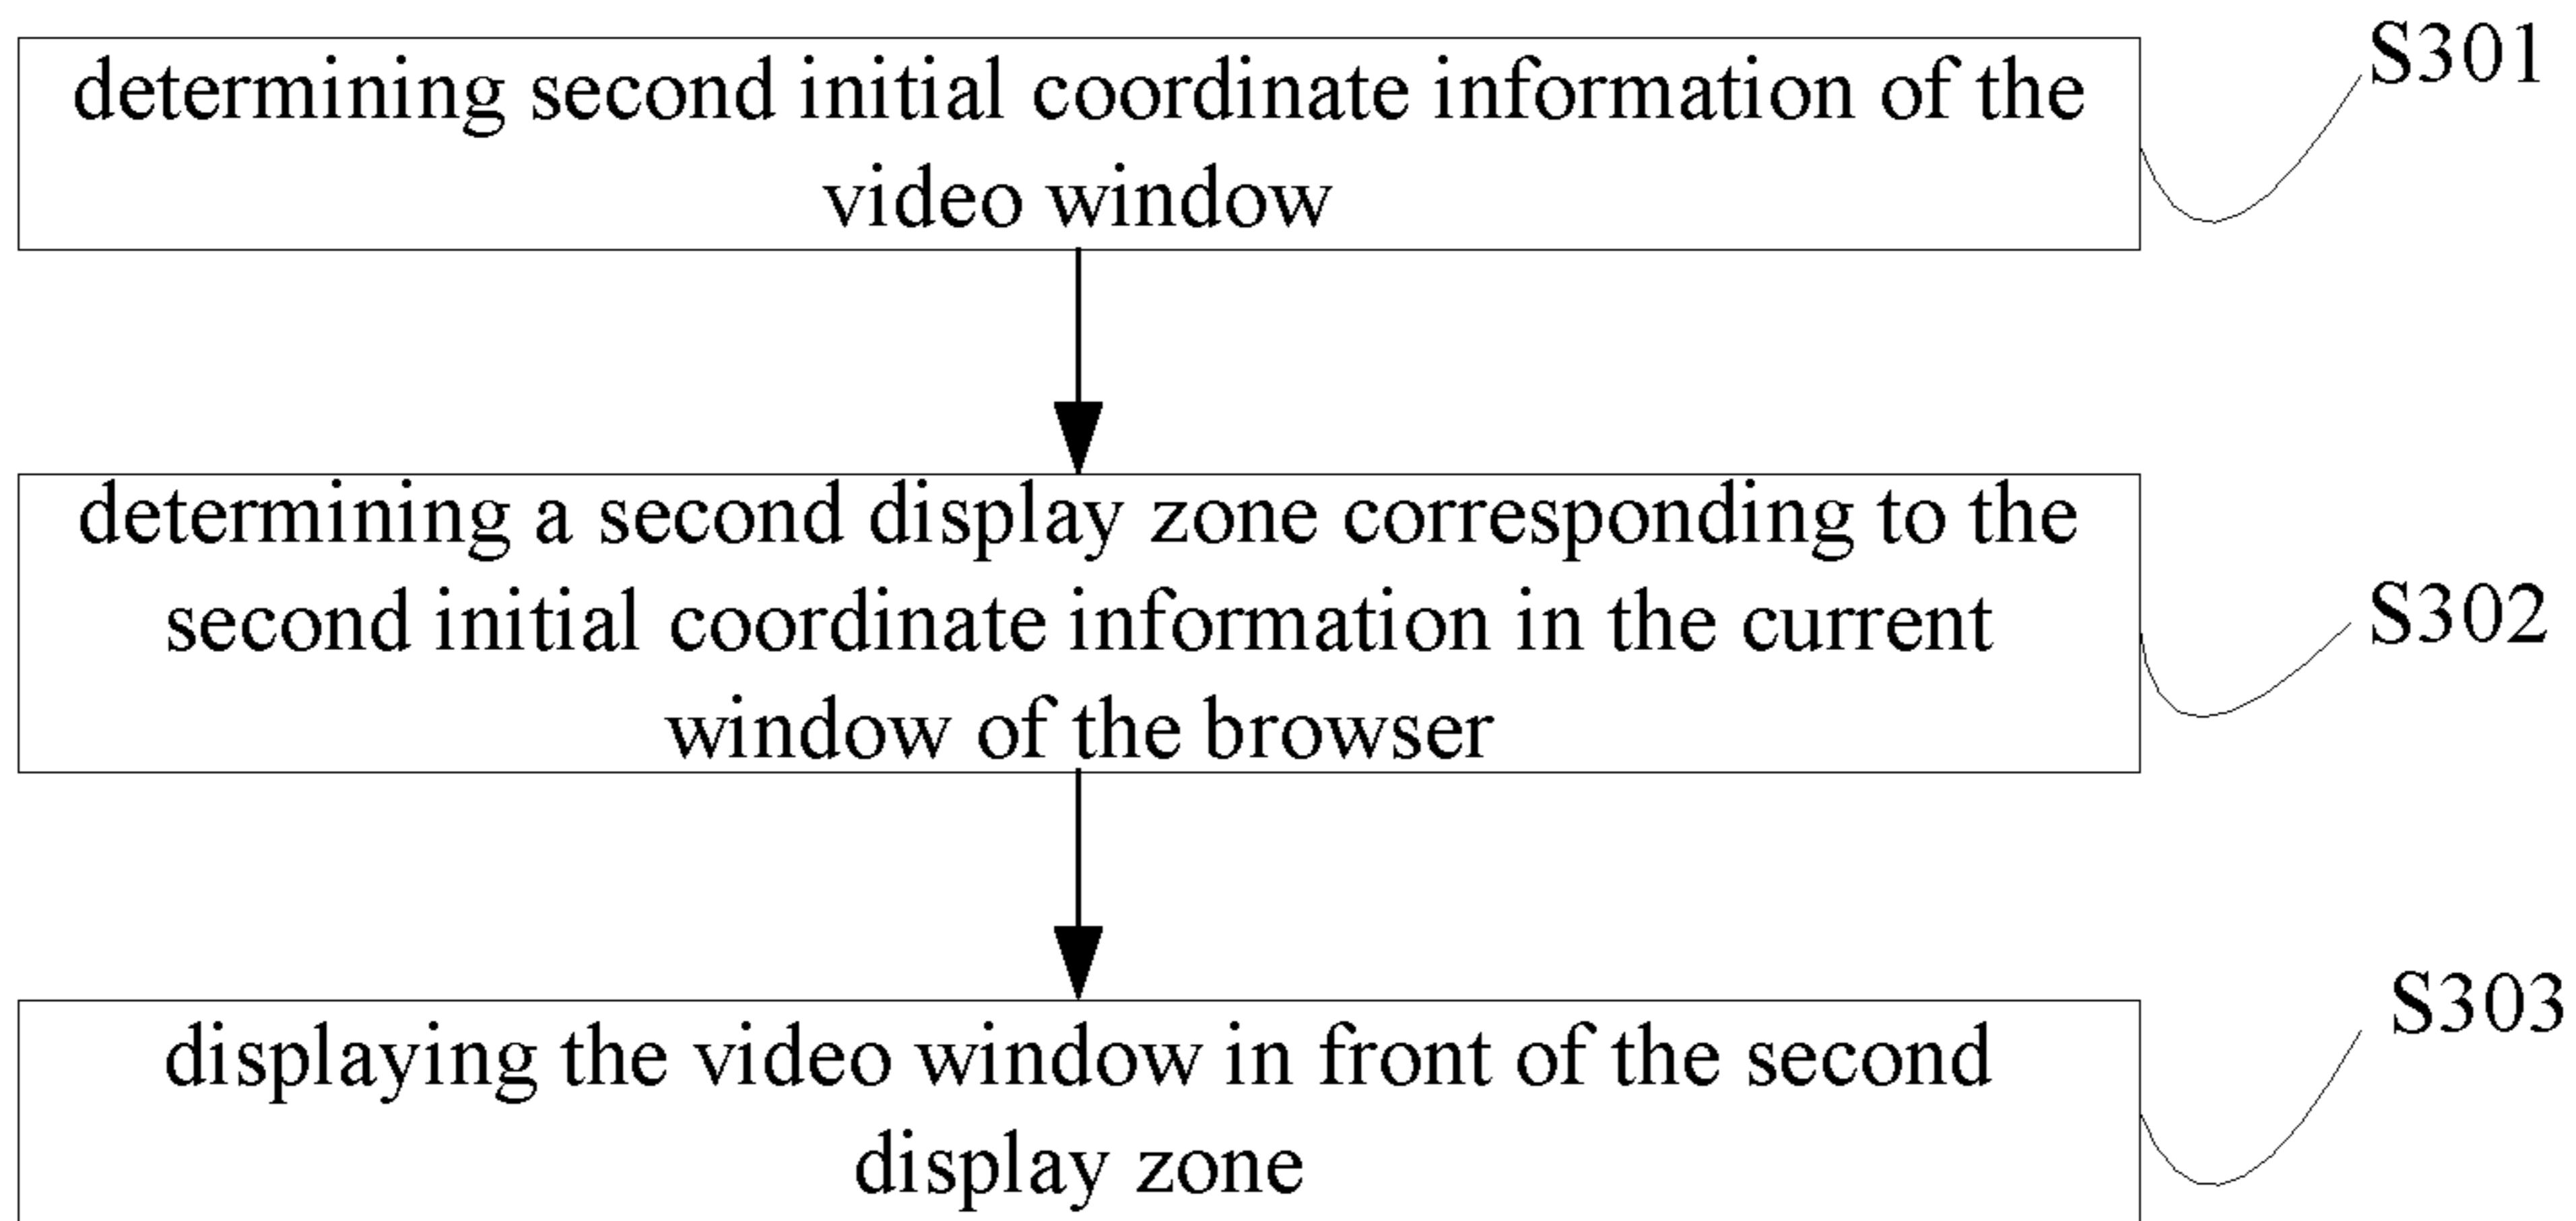 determining second initial coordinate information of the
video window
S301
determining a second display zone corresponding to the
second initial coordinate information in the current
window of the browser
S302
displaying the video window in front of the second
display zone
S303